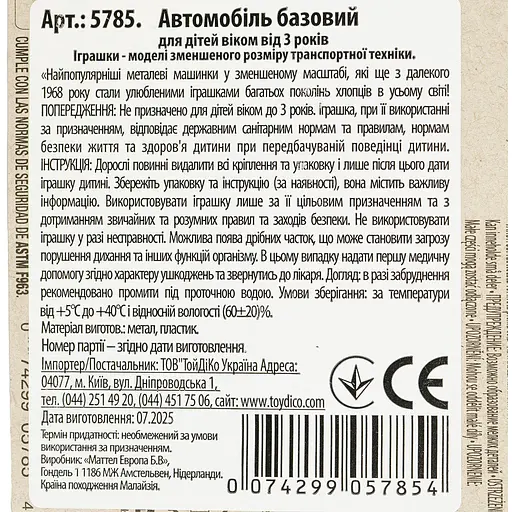 Арт.: 5785. Автомобіль базовий
для дітей віком від 3 років
Іграшки - моделі зменшеного розміру транспортної техніки.
«Найпопулярніші металеві машинки у зменшеному масштабі, які ще з далекого
1968 року стали улюбленими іграшками багатьох поколінь хлопців в усьому світі!
ПОПЕРЕДЖЕННЯ: Не призначено для дітей віком до 3 років. іграшка, при її використанні
за призначенням, відповідає державним санітарним нормам та правилам, нормам
безпеки життя та здоров'я дитини при передбачуваній поведінці дитини.
ІНСТРУКЦІЯ: Дорослі повинні видалити всі кріплення та упаковку і лише після цього дати
іграшку дитині. Збережіть упаковку та інструкцію (за наявності), вона містить важливу
інформацію. Використовувати іграшку лише за її цільовим призначенням та з
дотриманням звичайних та розумних правил та заходів безпеки. Не використовувати
іграшку у разі несправності. Можлива поява дрібних часток, що може становити загрозу
порушення дихання та інших функцій організму. В цьому випадку надати першу медичну
допомогу згідно характеру ушкоджень та звернутись до лікаря. Догляд: в разі забруднення
рекомендовано промити під проточною водою. Умови зберігання: за температури
від +5°С до +40°С і відносній вологості (60±20)%.
Матеріал виготов.: метал, пластик.
Номер партії – згідно дати виготовлення.
Імпортер/Постачальник: ТОВ"ТойДіКо Україна Адреса:
04077, м. Київ, вул. Дніпроводська 1,
тел. (044) 251 49 20, (044) 451 75 06, сайт: www.toydico.com
Дата виготовлення: 07.2025
Термін придатності: необмежений за умови
використання за призначенням.
Виробник: «Маттел Європа Б.В»,
Гондель 1 1186 МЖ Амстельвен, Нідерланди.
Країна походження Малайзія.
CE
0 074299 057854
CUMPLE CON LAS NORMAS DE SEGURIDAD DE ASTM F963.